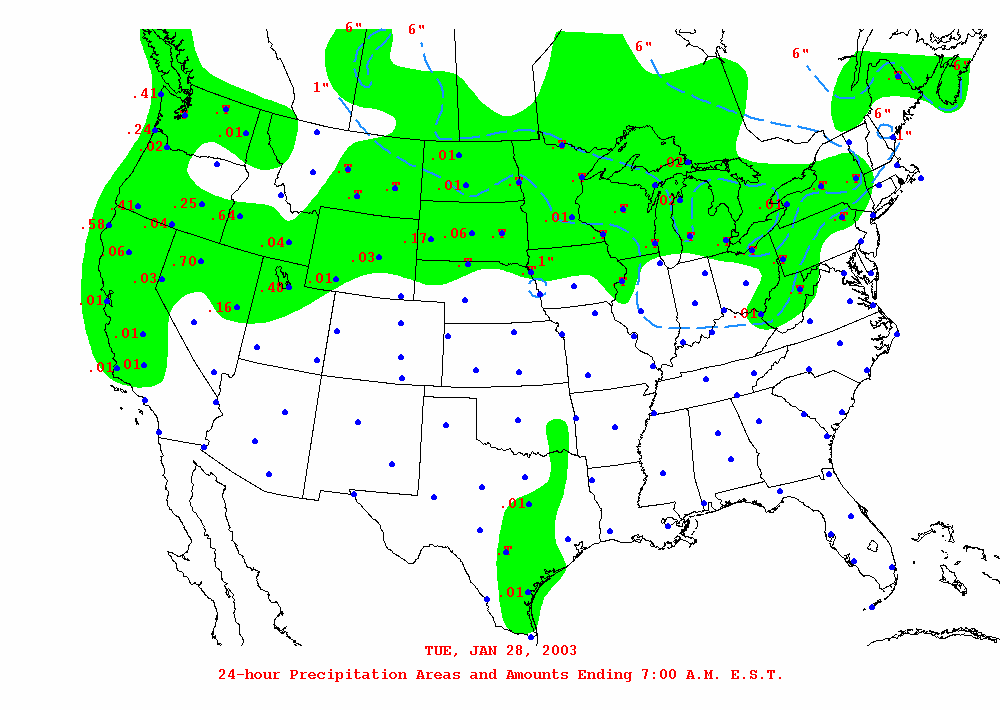 6" 6" 6" 6" 6
1"
.41 .T .T
.24 .01 6" 1"
.02 .01 T .02
T T T .01 T T T T
.41 .25 .64 .01 T .02 .01 T
.58 .04 .17 .06 T T T T T
.06 .04 .03 T T T
.70 T T 1"
.03 .48 .01 T T
.01 .16 .01
.01
.01 .01
.01
.T
.01
TUE, JAN 28, 2003
24-hour Precipitation Areas and Amounts Ending 7:00 A.M. E.S.T.